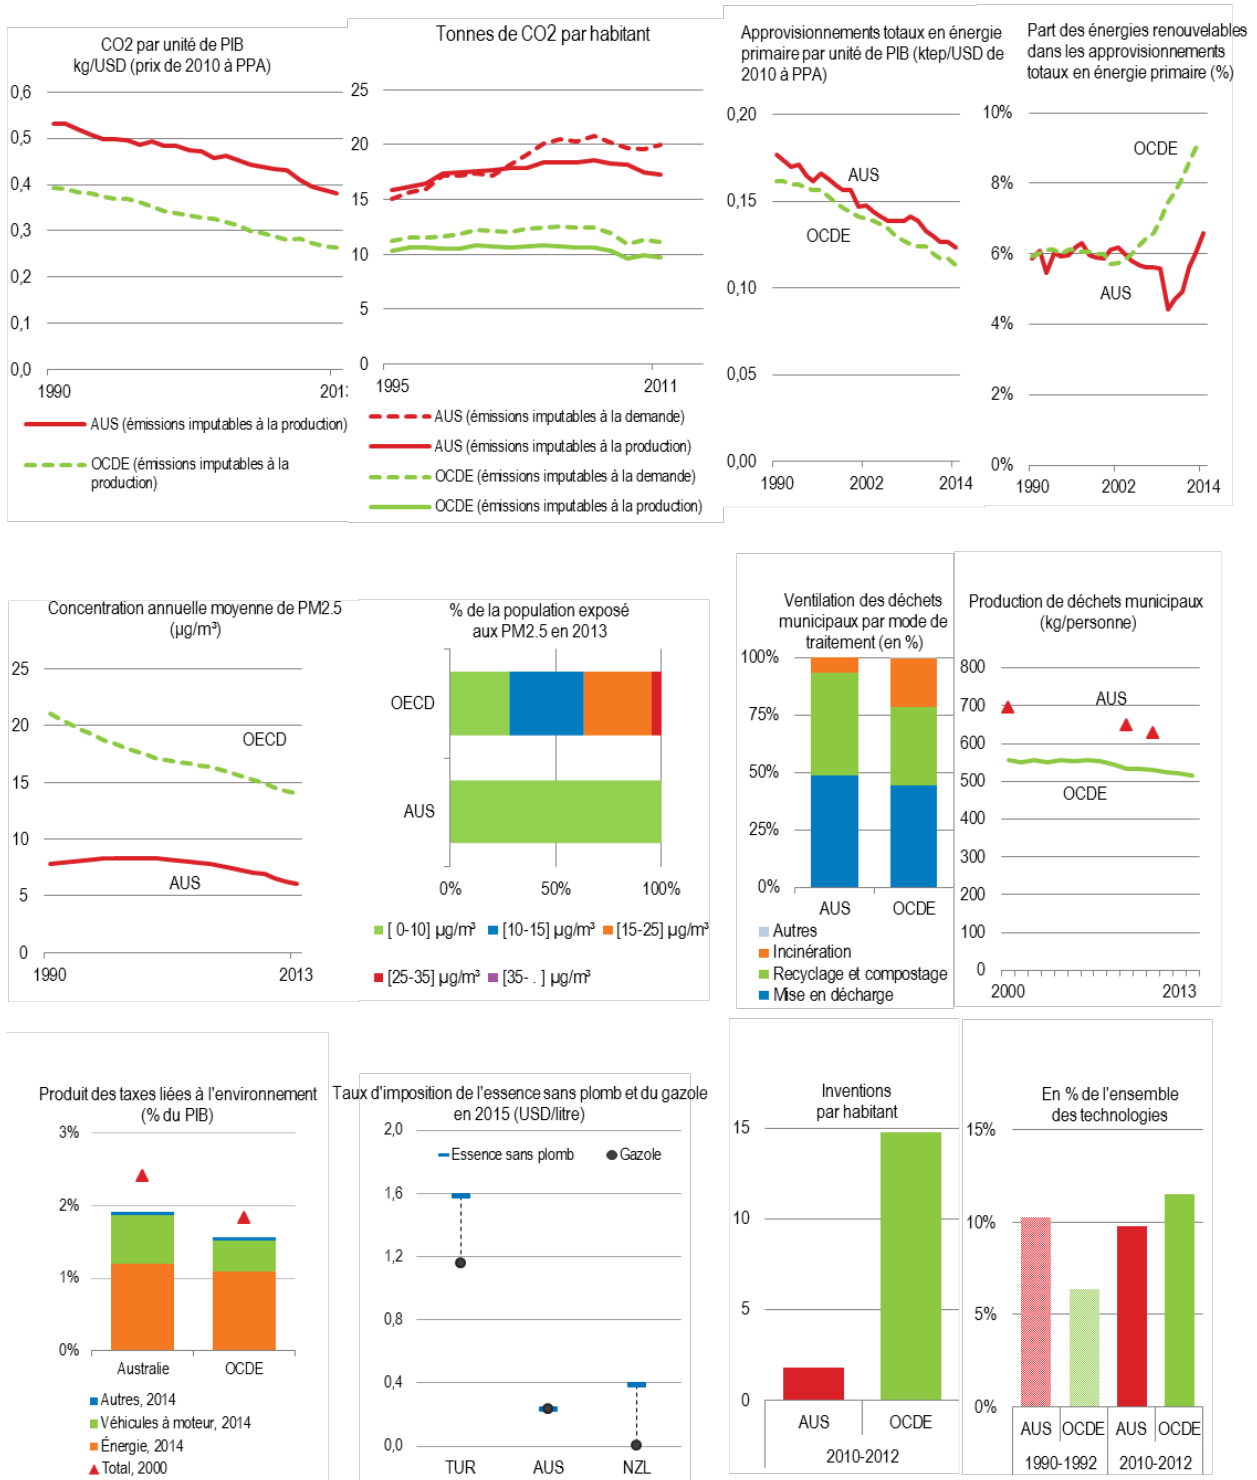 CO2 par unité de PIB
kg/USD (prix de 2010 à PPA)
0,6
0,5
0,4
0,3
0,2
0,1
0,0
1990
2013
AUS (émissions imputables à la production)
OCDE (émissions imputables à la
production)
Tonnes de CO2 par habitant
25
20
15
10
5
0
1995
2011
AUS (émissions imputables à la demande)
AUS (émissions imputables à la production)
OCDE (émissions imputables à la demande)
OCDE (émissions imputables à la production)
Approvisionnements totaux en énergie
primaire par unité de PIB (ktep/USD de
2010 à PPA)
0,20
0,15
0,10
0,05
0,00
AUS
OCDE
1990
2002
2014
Part des énergies renouvelables
dans les approvisionnements
totaux en énergie primaire (%)
10%
8%
6%
4%
2%
0%
OCDE
AUS
1990
2002
2014
Concentration annuelle moyenne de PM2.5
(µg/m³)
25
20
15
10
5
0
OECD
AUS
1990
2013
% de la population exposé
aux PM2.5 en 2013
OECD
AUS
0%
50%
100%
[ 0-10] µg/m³
[10-15] µg/m³
[15-25] µg/m³
[25-35] µg/m³
[35- . ] µg/m³
Ventilation des déchets
municipaux par mode de
traitement (en %)
100%
75%
50%
25%
0%
AUS
OCDE
Autres
Incinération
Recyclage et compostage
Mise en décharge
Production de déchets municipaux
(kg/personne)
800
700
600
500
400
300
200
100
0
AUS
OCDE
2000
2013
Produit des taxes liées à l'environnement
(% du PIB)
3%
2%
1%
0%
Australie
OCDE
Autres, 2014
Véhicules à moteur, 2014
Énergie, 2014
Total, 2000
Taux d'imposition de l'essence sans plomb et du gazole
en 2015 (USD/litre)
2,0
1,6
1,2
0,8
0,4
0,0
Essence sans plomb
Gazole
TUR
AUS
NZL
Inventions
par habitant
15
10
5
0
AUS
OCDE
2010-2012
En % de l'ensemble
des technologies
15%
10%
5%
0%
AUS
OCDE
AUS
OCDE
1990-1992
2010-2012